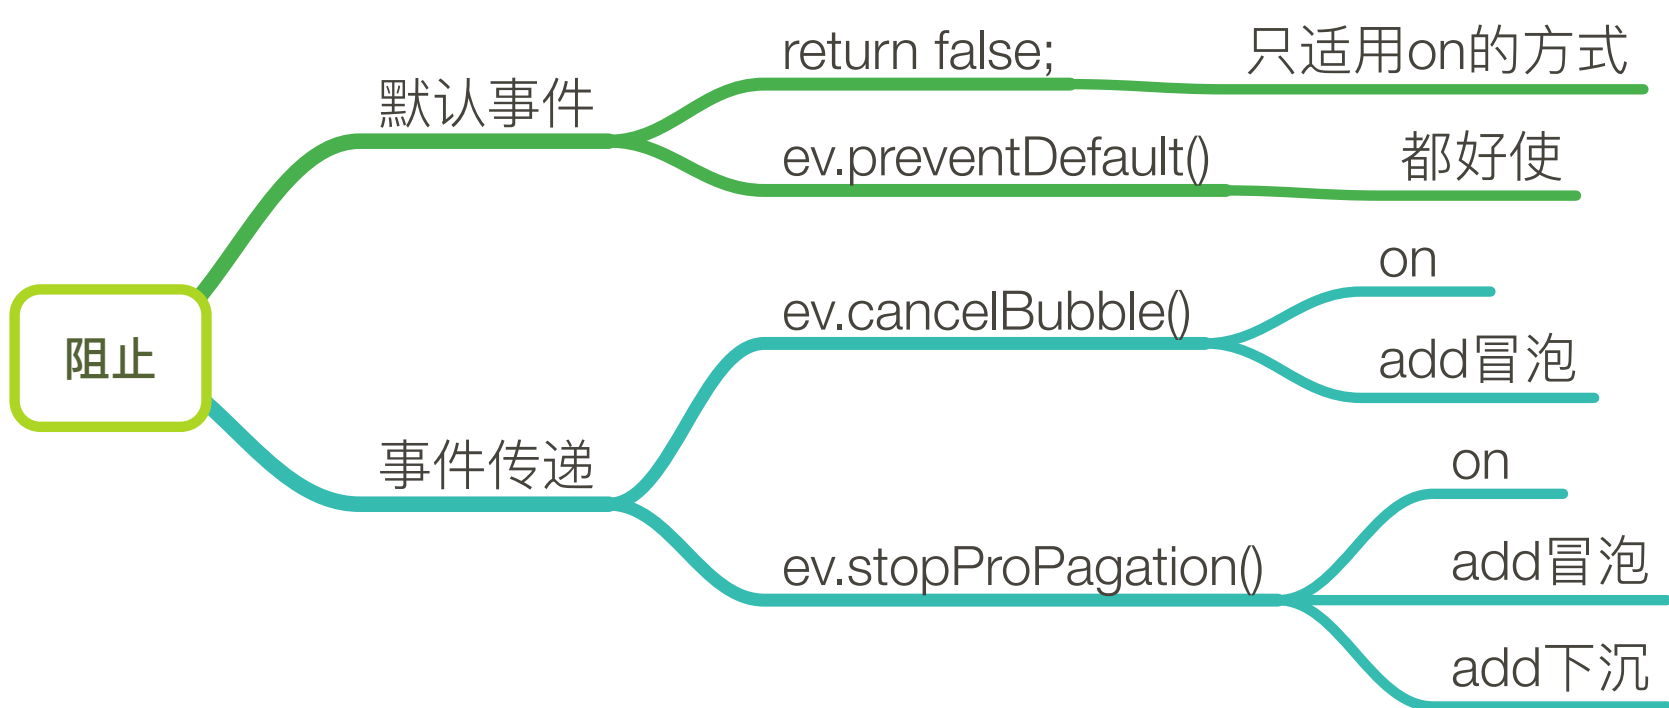 阻止
默认事件
return false;
只适用on的方式
ev.preventDefault()
都好使
事件传递
ev.cancelBubble()
on
add冒泡
ev.stopProPagation()
on
add冒泡
add下沉